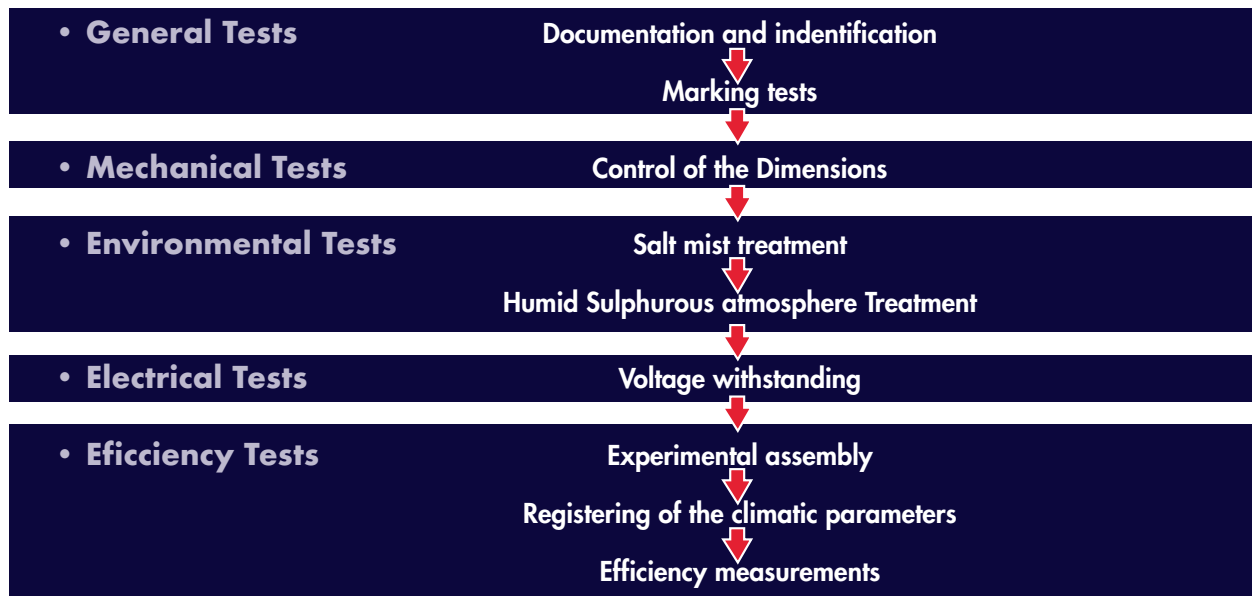 • General Tests
Documentation and indentification
Marking tests
• Mechanical Tests
Control of the Dimensions
• Environmental Tests
Salt mist treatment
Humid Sulphurous atmosphere Treatment
• Electrical Tests
Voltage withstanding
• Eficciency Tests
Experimental assembly
Registering of the climatic parameters
Efficiency measurements